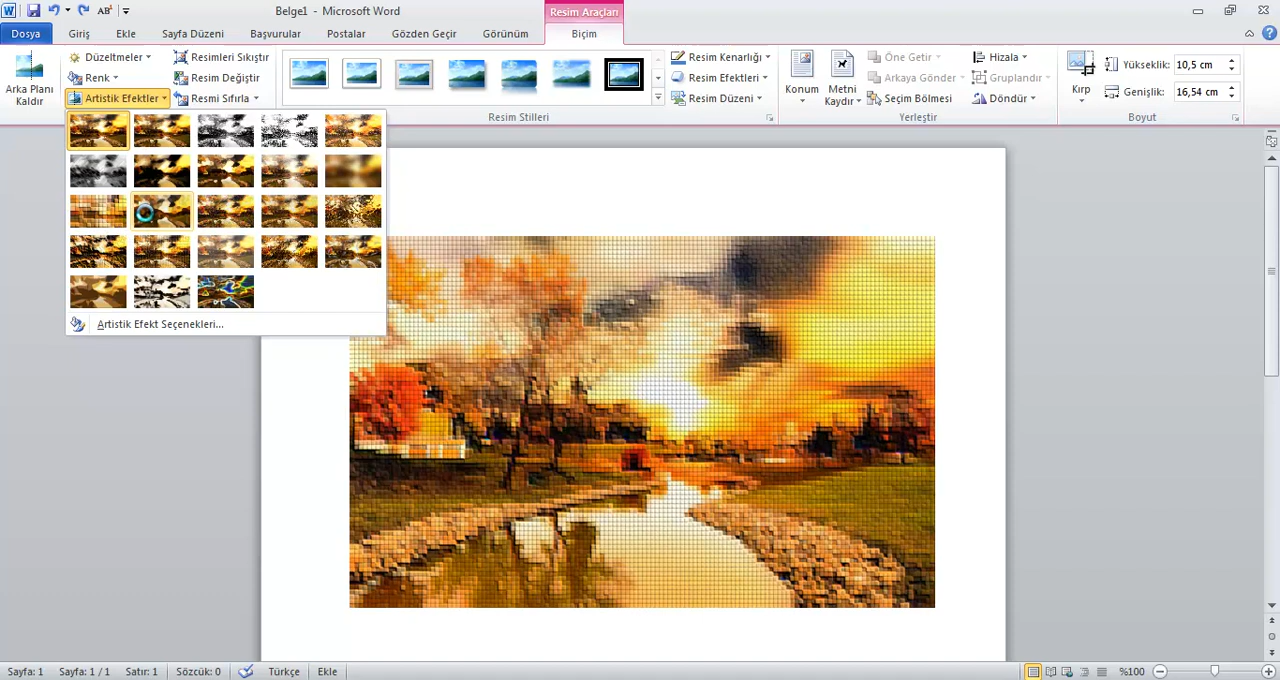 Belge1 - Microsoft Word
Resim Araçları
Dosya Giriş Ekle Sayfa Düzeni Başvurular Postalar Gözden Geçir Görünüm Biçim
Arka Planı Kaldır
Düzeltmeler
Renk
Artistik Efektler
Resimleri Sıkıştır
Resim Değiştir
Resmi Sıfırla
Resim Stilleri
Resim Kenarlığı
Resim Efektleri
Resim Düzeni
Konum
Metni Kaydır
Öne Getir
Arkaya Gönder
Seçim Bölmesi
Hizala
Gruplandır
Döndür
Yerleştir
Kırp
Yükseklik: 10,5 cm
Genişlik: 16,54 cm
Boyut
Artistik Efekt Seçenekleri...
Sayfa: 1 Sayfa: 1 / 1 Satır: 1 Sözcük: 0 Türkçe Ekle %100